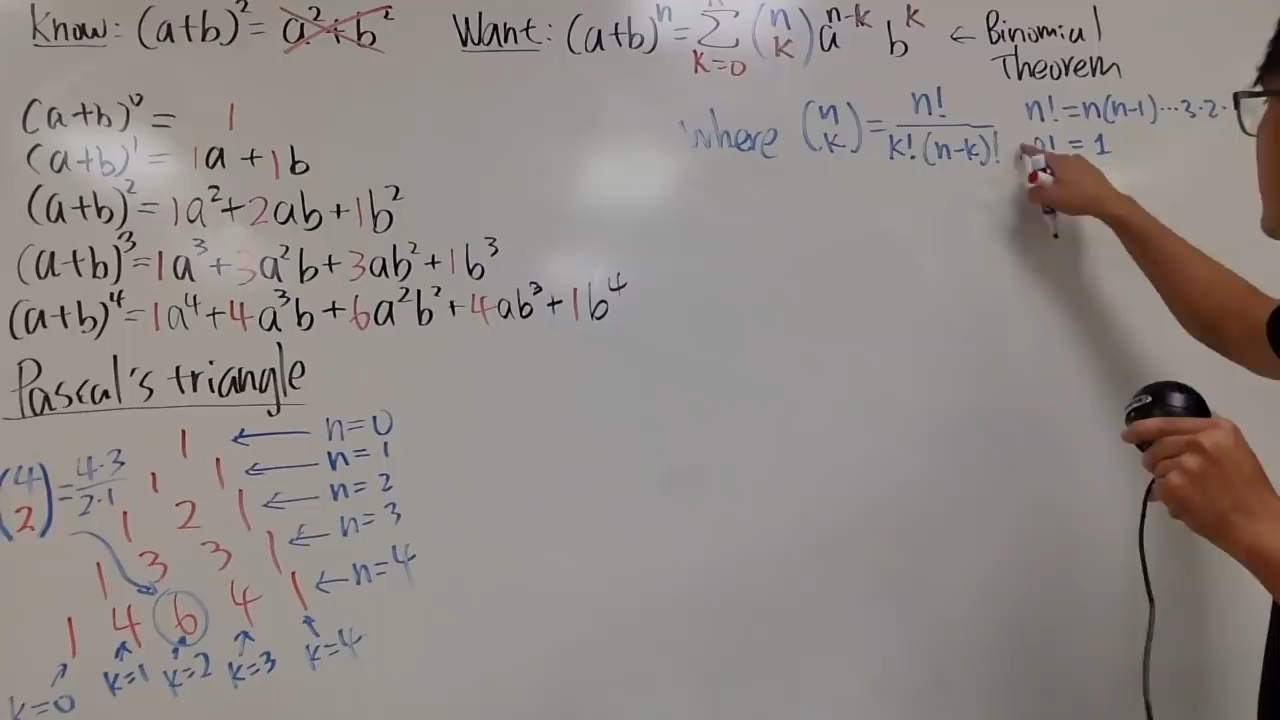 Know: (a+b)² = a²+b²
Want: (a+b)ⁿ = Σ k=0 (n k) aⁿ⁻ᵏ bᵏ ← Binomial Theorem
where (n k) = n!/(k!·(n-k)!)
n! = n(n-1)···3·2·
0! = 1
(a+b)⁰ = 1
(a+b)¹ = 1a + 1b
(a+b)² = 1a² + 2ab + 1b²
(a+b)³ = 1a³ + 3a²b + 3ab² + 1b³
(a+b)⁴ = 1a⁴ + 4a³b + 6a²b² + 4ab³ + 1b⁴
Pascal's triangle
1 ← n=0
1 1 ← n=1
(4 2) = 4·3/2·1
1 2 1 ← n=2
1 3 3 1 ← n=3
1 4 6 4 1 ← n=4
k=0 k=1 k=2 k=3 k=4